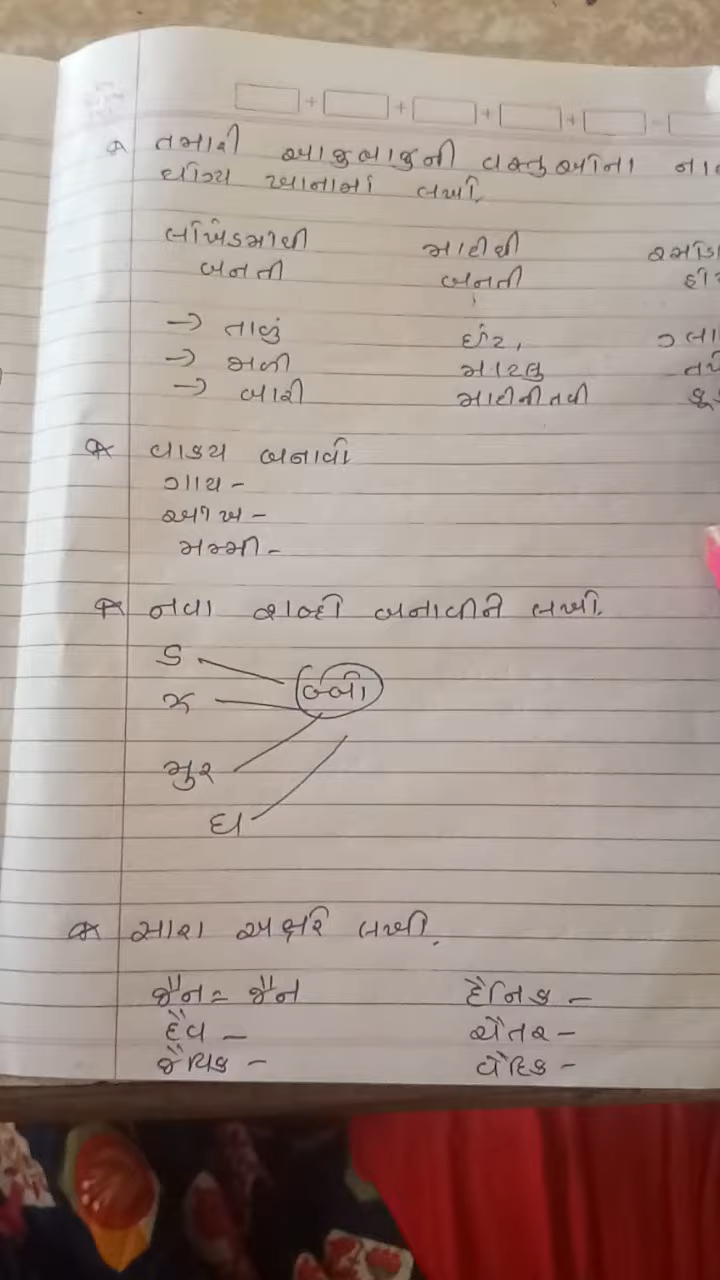 તમારી આજુબાજુની વસ્તુઓના
યોગ્ય ખાનામાં લખો.
લોખંડમાથી માટીથી
બનતી બનતી
→ તાળું ઈંટ,
→ માટલુ
→ બારી માટીનીતવી
* વાકય બનાવો
ગાય -
આંખ -
મમ્મી -
* નવા શબ્દો બનાવીને લખો.
ડ
બ્બો
ઝ
મુર
ધા
* સારા અક્ષરે લખો.
જૈન = જૈન દૈનિક -
દૈવ - ચૈતર -
વૈદિક -